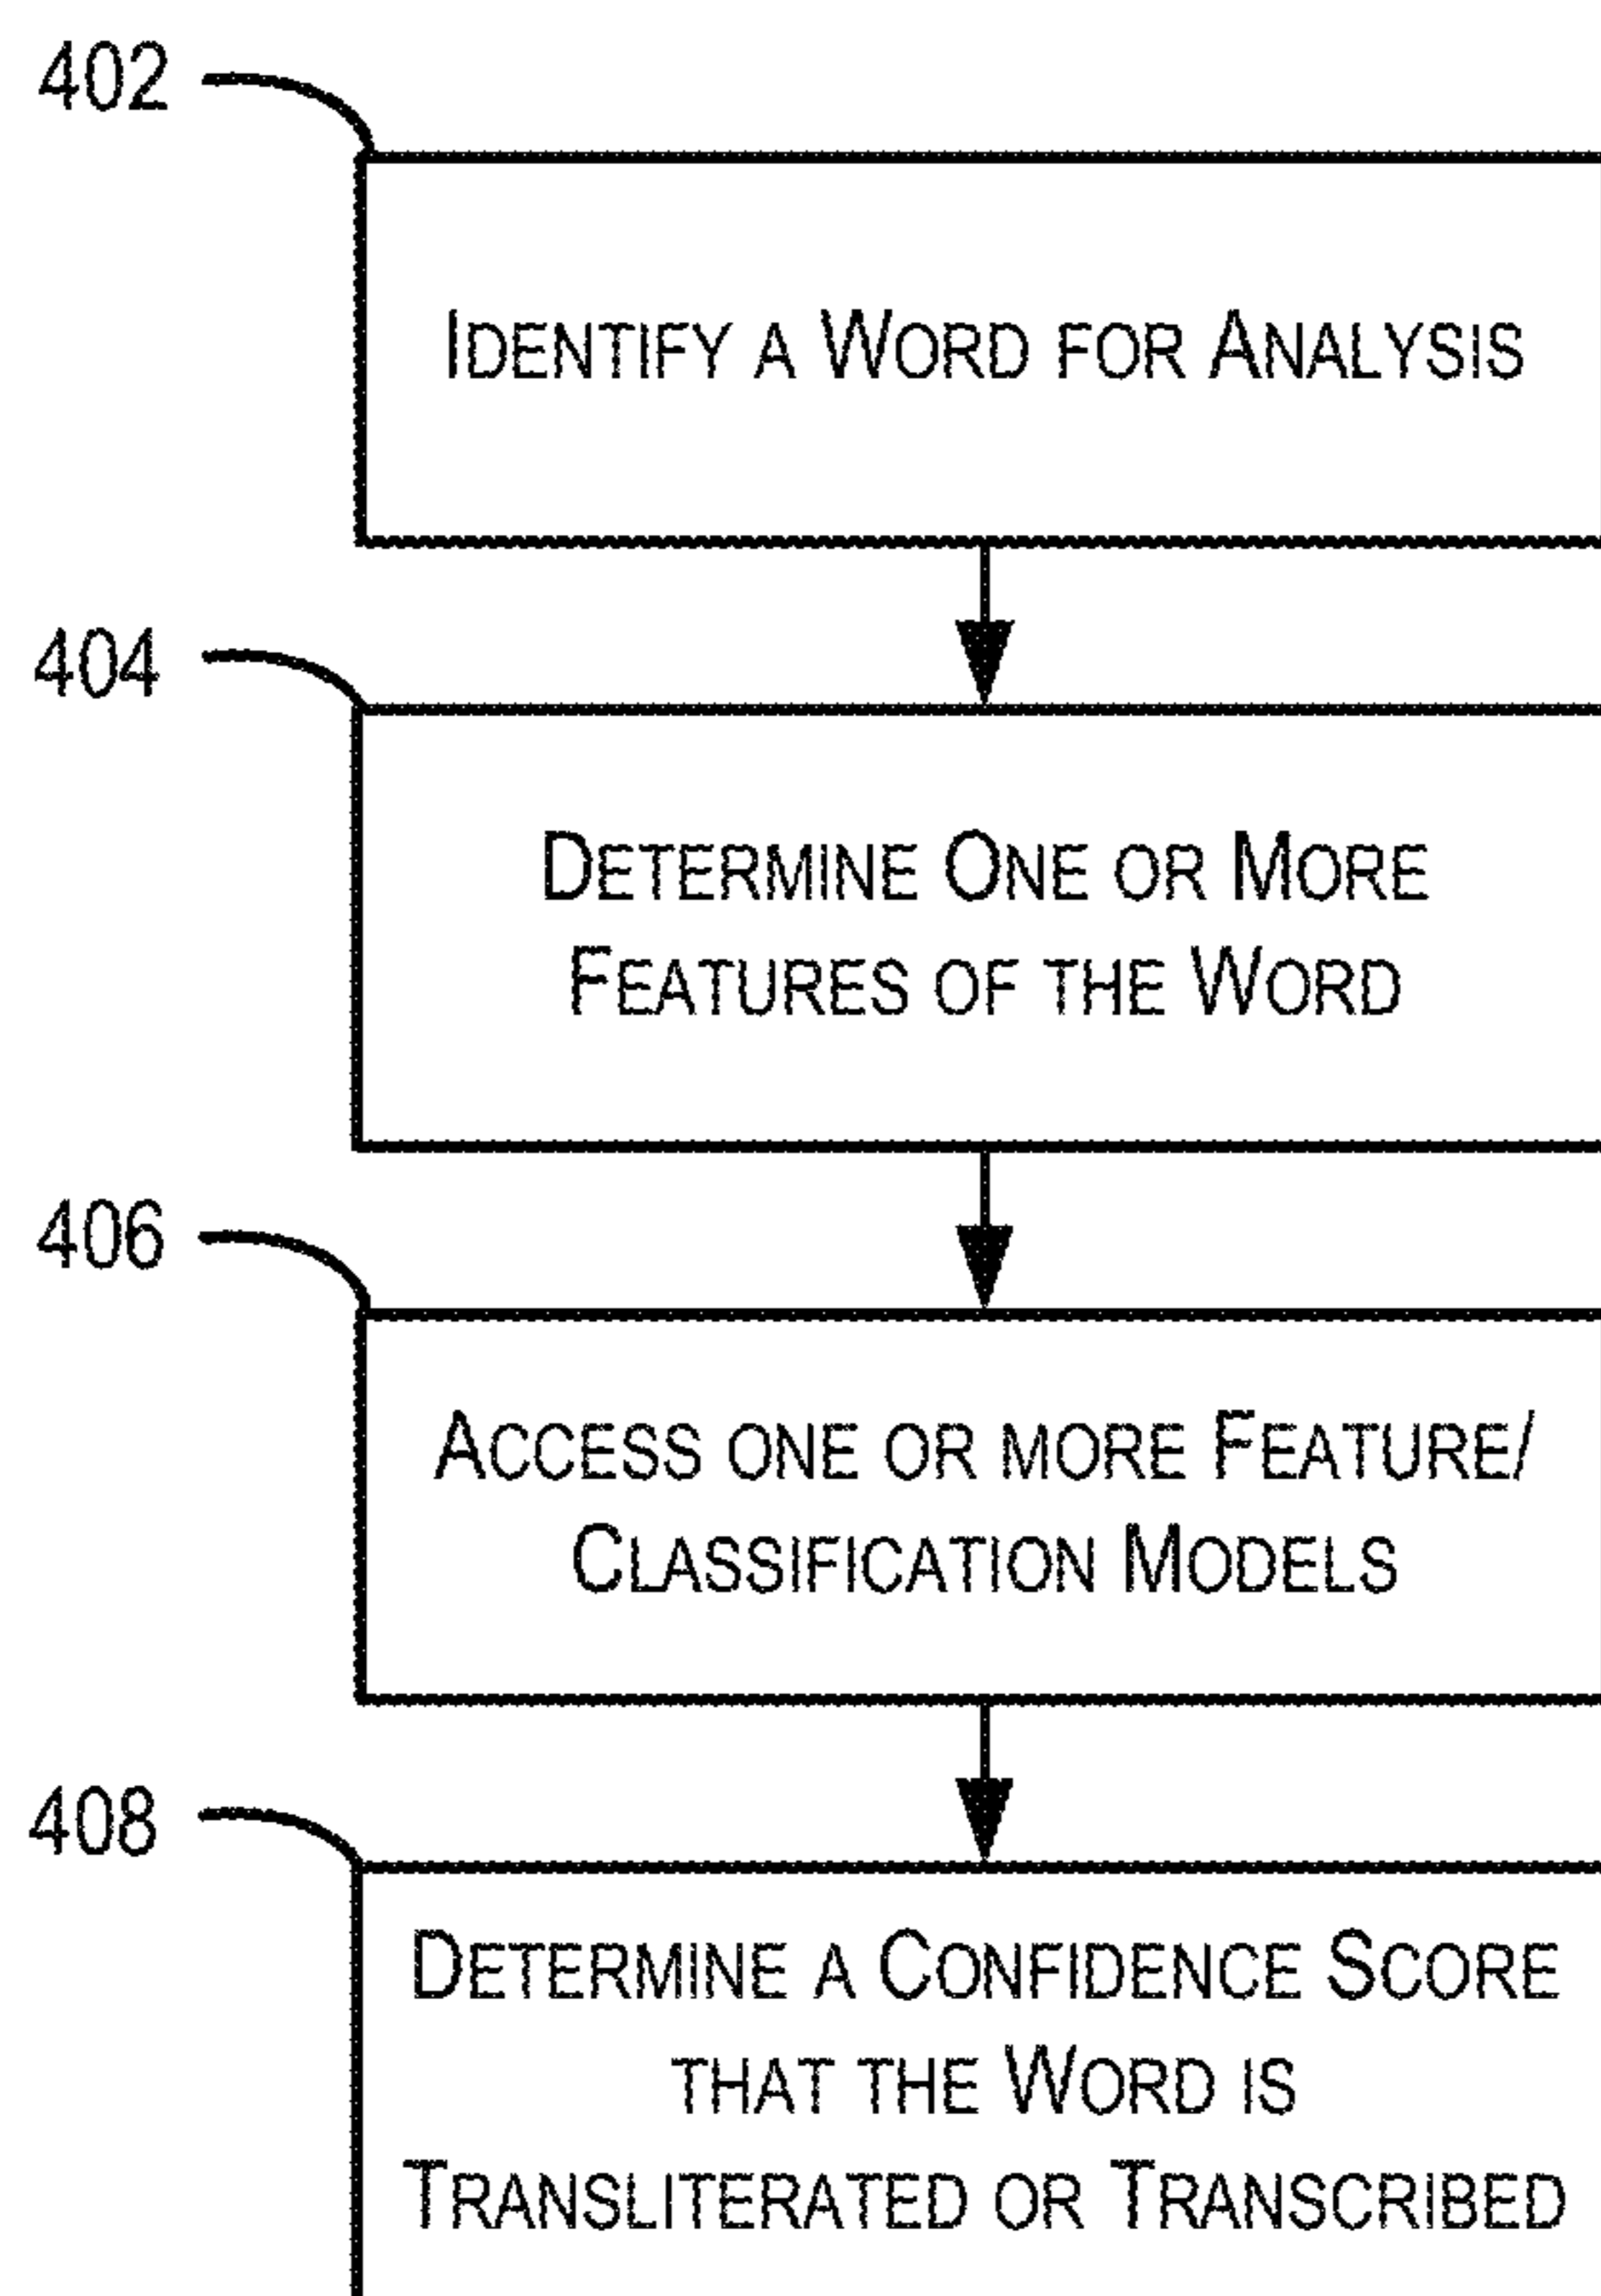 402
IDENTIFY A WORD FOR ANALYSIS
404
DETERMINE ONE OR MORE
FEATURES OF THE WORD
406
ACCESS ONE OR MORE FEATURE/
CLASSIFICATION MODELS
408
DETERMINE A CONFIDENCE SCORE
THAT THE WORD IS
TRANSLITERATED OR TRANSCRIBED